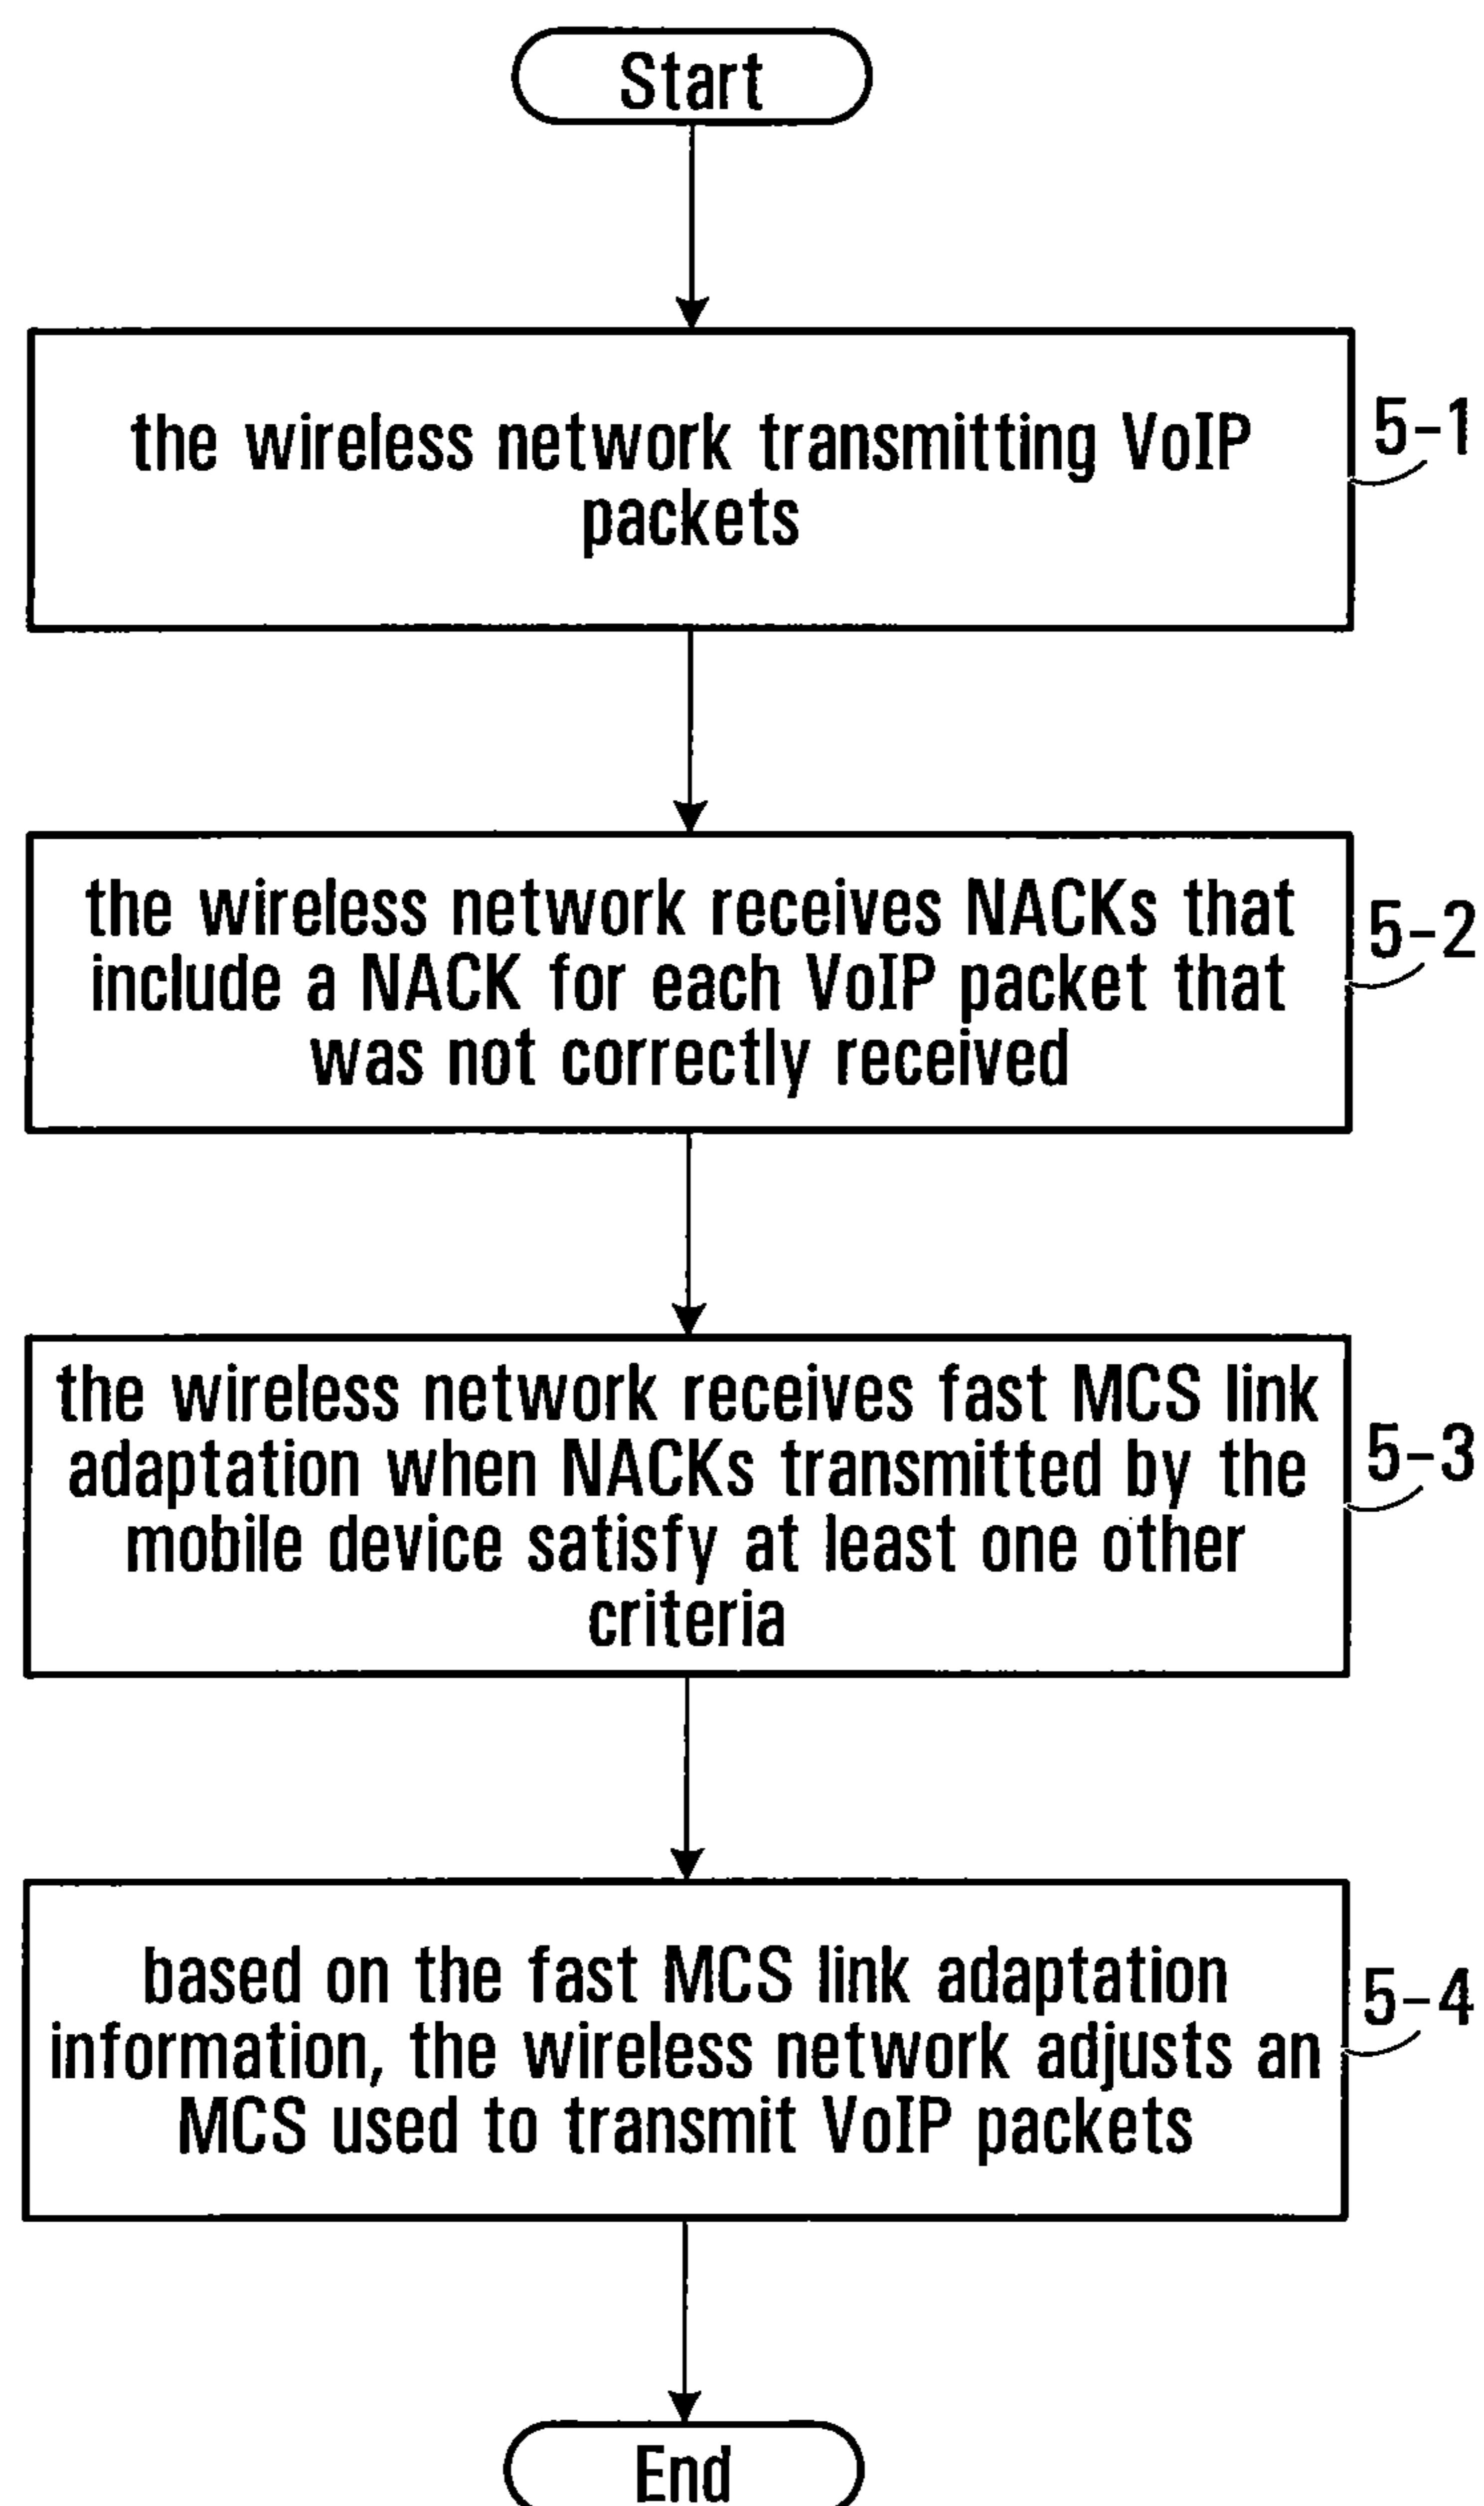 Start
the wireless network transmitting VoIP
packets
5-1
the wireless network receives NACKs that
include a NACK for each VoIP packet that
was not correctly received
5-2
the wireless network receives fast MCS link
adaptation when NACKs transmitted by the
mobile device satisfy at least one other
criteria
5-3
based on the fast MCS link adaptation
information, the wireless network adjusts an
MCS used to transmit VoIP packets
5-4
End